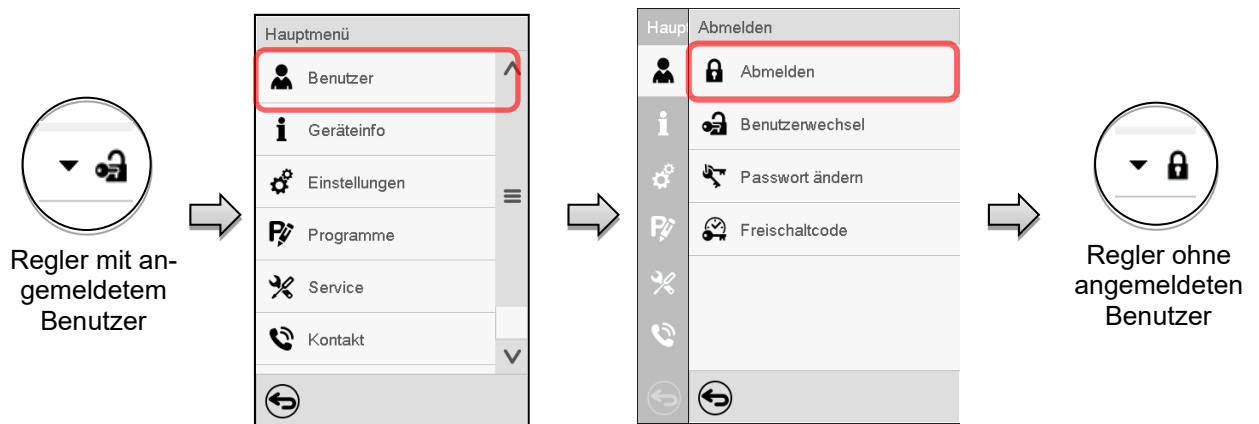 Regler mit an-
gemeldetem
Benutzer
Hauptmenü
Benutzer
Geräteinfo
Einstellungen
Programme
Service
Kontakt
Haup
Abmelden
Abmelden
Benutzerwechsel
Passwort ändern
Freischaltcode
Regler ohne
angemeldeten
Benutzer